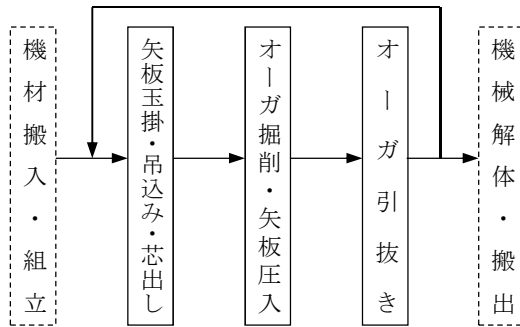 機材搬入・組立
矢板玉掛・吊込み・芯出し
オーガ掘削・矢板圧入
オーガ引抜き
機械解体・搬出